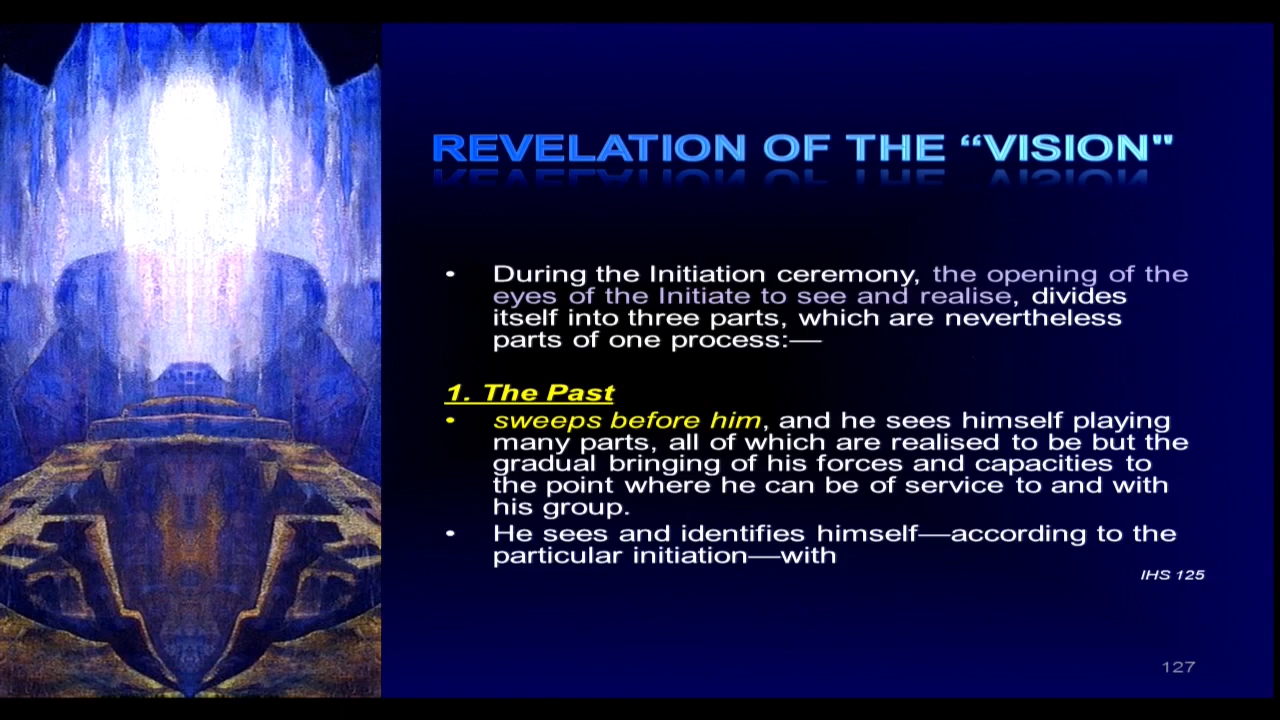 REVELATION OF THE “VISION"
• During the Initiation ceremony, the opening of the
eyes of the Initiate to see and realise, divides
itself into three parts, which are nevertheless
parts of one process:—
1. The Past
• sweeps before him, and he sees himself playing
many parts, all of which are realised to be but the
gradual bringing of his forces and capacities to
the point where he can be of service to and with
his group.
• He sees and identifies himself—according to the
particular initiation—with
IHS 125
127